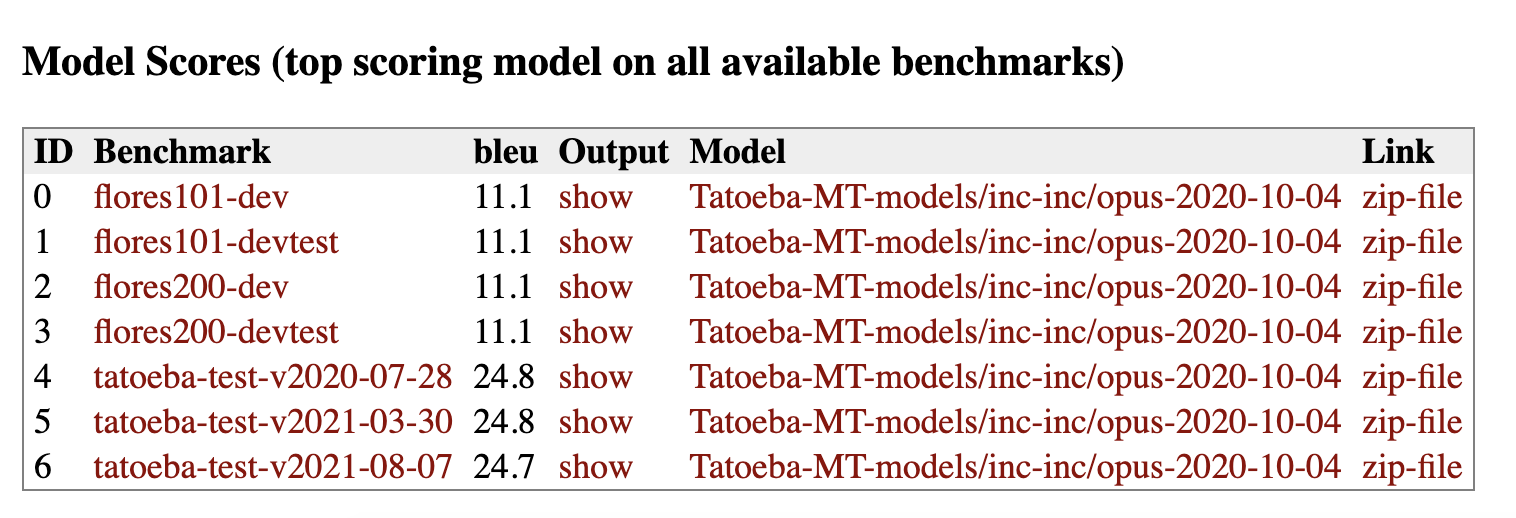 Model Scores (top scoring model on all available benchmarks)
ID Benchmark bleu Output Model Link
0 flores101-dev 11.1 show Tatoeba-MT-models/inc-inc/opus-2020-10-04 zip-file
1 flores101-devtest 11.1 show Tatoeba-MT-models/inc-inc/opus-2020-10-04 zip-file
2 flores200-dev 11.1 show Tatoeba-MT-models/inc-inc/opus-2020-10-04 zip-file
3 flores200-devtest 11.1 show Tatoeba-MT-models/inc-inc/opus-2020-10-04 zip-file
4 tatoeba-test-v2020-07-28 24.8 show Tatoeba-MT-models/inc-inc/opus-2020-10-04 zip-file
5 tatoeba-test-v2021-03-30 24.8 show Tatoeba-MT-models/inc-inc/opus-2020-10-04 zip-file
6 tatoeba-test-v2021-08-07 24.7 show Tatoeba-MT-models/inc-inc/opus-2020-10-04 zip-file